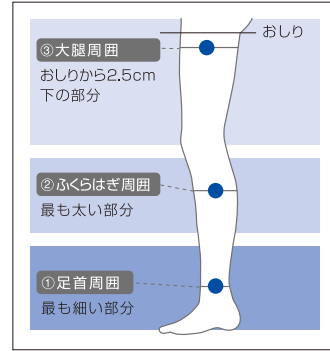 おしり
③大腿周囲
おしりから2.5cm
下の部分
②ふくらはぎ周囲
最も太い部分
①足首周囲
最も細い部分